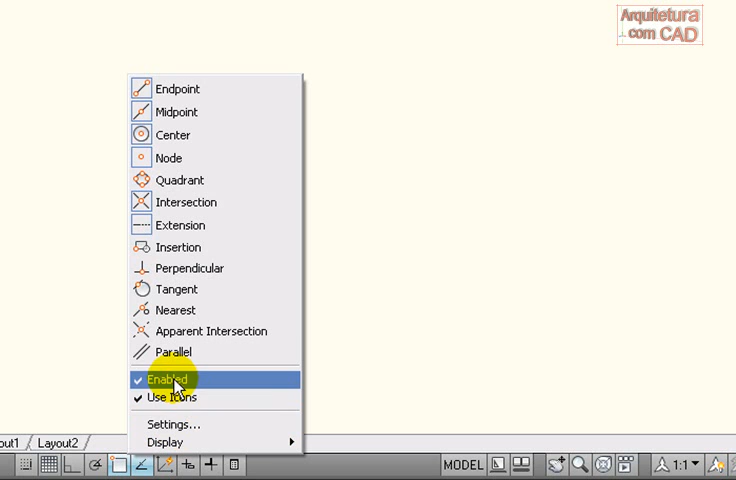 Arquitetura
com CAD
Endpoint
Midpoint
Center
Node
Quadrant
Intersection
Extension
Insertion
Perpendicular
Tangent
Nearest
Apparent Intersection
Parallel
Enabled
Use Icons
Settings...
Display
out1 Layout2
MODEL 1:1